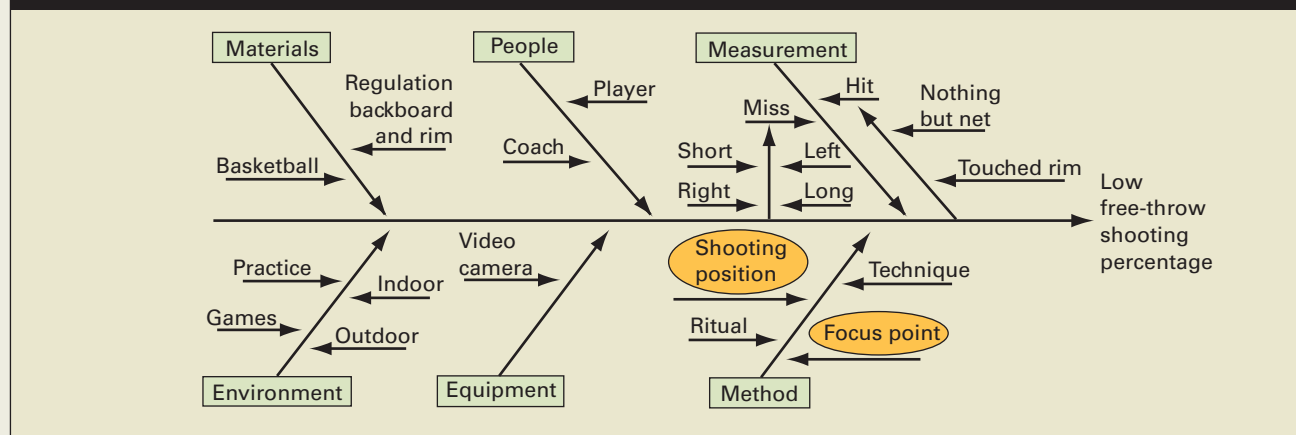 Materials
Regulation
backboard
and rim
Basketball
People
Player
Coach
Measurement
Hit
Miss
Nothing
but net
Short
Left
Right
Long
Touched rim
Low
free-throw
shooting
percentage
Practice
Indoor
Games
Outdoor
Environment
Video
camera
Equipment
Shooting
position
Technique
Ritual
Focus point
Method